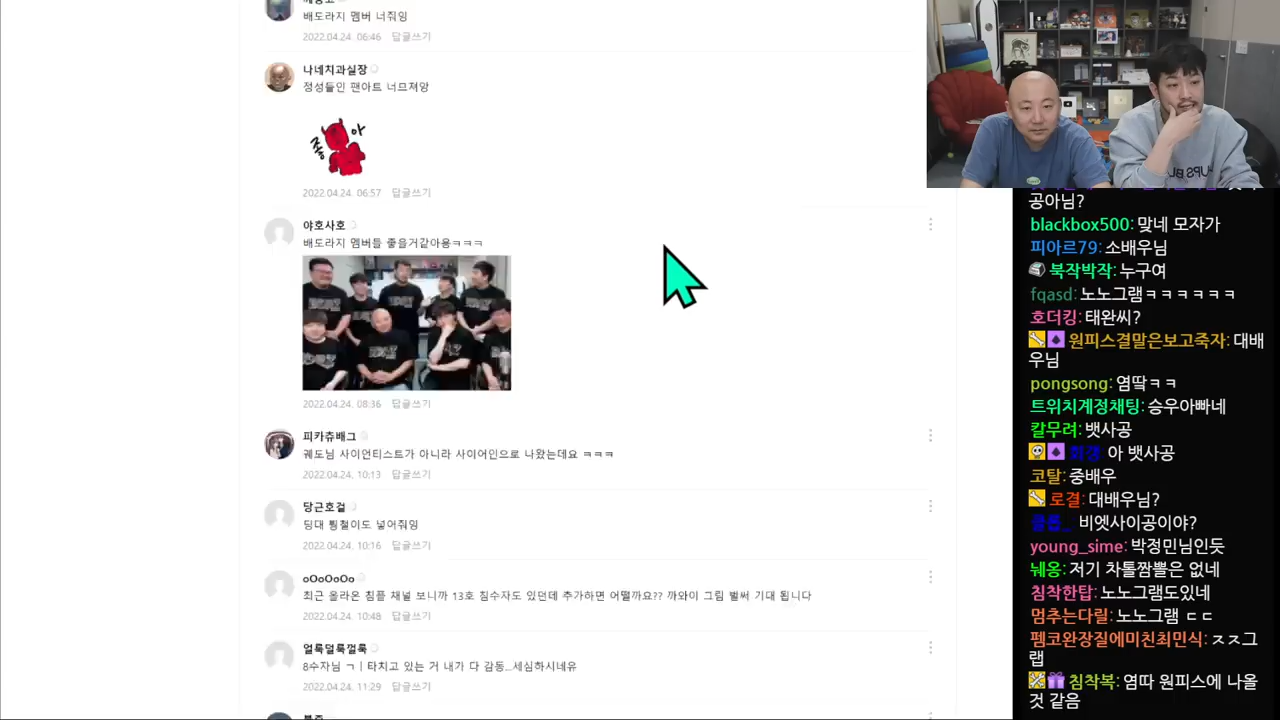 배도라지 멤버 너줘잉
2022.04.24. 06:46 답글쓰기
나네치과실장
정성들인 팬아트 너므져앙
좋아
2022.04.24. 06:57 답글쓰기
야호사호
배도라지 멤버들 좋을거같아용ㅋㅋㅋ
2022.04.24. 08:36 답글쓰기
피카츄배그
궤도님 사이언티스트가 아니라 사이어인으로 나왔는데요 ㅋㅋㅋ
2022.04.24. 10:13 답글쓰기
당근호걸
딩대 튕철이도 넣어줘잉
2022.04.24. 10:16 답글쓰기
oOoOoOo
최근 올라온 침플 채널 보니까 13호 침수자도 있던데 추가하면 어떨까요?? 까와이 그림 벌써 기대 됩니다
2022.04.24. 10:48 답글쓰기
얼룩덜룩껄룩
8수자님 ㄱㅣ타치고 있는 거 내가 다 감동...세심하시네유
2022.04.24. 11:29 답글쓰기
공아님?
blackbox500: 맞네 모자가
피아르79: 소배우님
북작박작: 누구여
fqasd: 노노그램ㅋㅋㅋㅋㅋㅋ
호더킹: 태완씨?
원피스결말은보고죽자: 대배
우님
pongsong: 염딱ㅋㅋ
트위치계정채팅: 승우아빠네
칼무려: 뱃사공
아 뱃사공
코탈: 중배우
로결: 대배우님?
비엣사이공이야?
young_sime: 박정민님인듯
눼옹: 저기 차톨짬뽈은 없네
침착한탑: 노노그램도있네
멈추는다릴: 노노그램 ㄷㄷ
펨코완장질에미친최민식: ㅈㅈ그
랩
침착복: 염따 원피스에 나올
것 같음